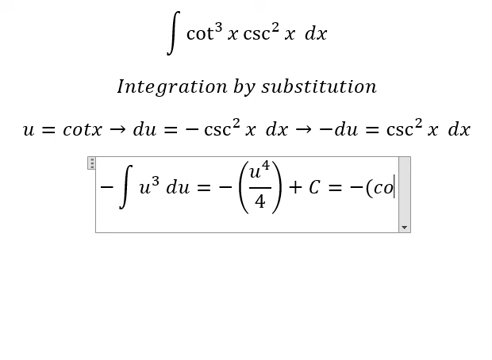 ∫ cot³ x csc² x dx
Integration by substitution
u = cotx → du = − csc² x dx → −du = csc² x dx
− ∫ u³ du = − (u⁴/4) + C = −(co